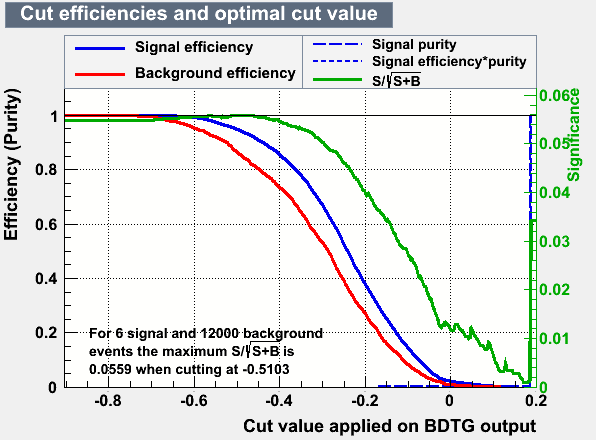 Cut efficiencies and optimal cut value
Signal efficiency
Background efficiency
Signal purity
Signal efficiency*purity
S/√S+B
Efficiency (Purity)
1
0.8
0.6
0.4
0.2
0
Significance
0.06
0.05
0.04
0.03
0.02
0.01
0
For 6 signal and 12000 background
events the maximum S/√S+B is
0.0559 when cutting at -0.5103
-0.8
-0.6
-0.4
-0.2
0
0.2
Cut value applied on BDTG output